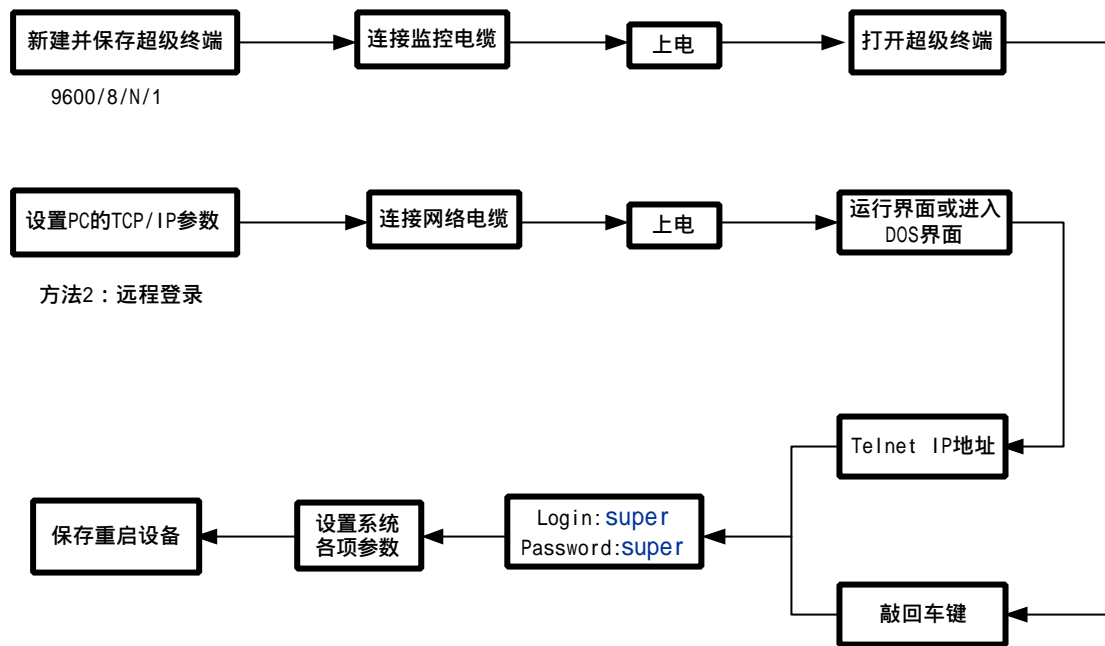 新建并保存超级终端
连接监控电缆
上电
打开超级终端
9600/8/N/1
设置PC的TCP/IP参数
连接网络电缆
上电
运行界面或进入
DOS界面
方法2：远程登录
Telnet IP地址
保存重启设备
设置系统
各项参数
Login:super
Password:super
敲回车键